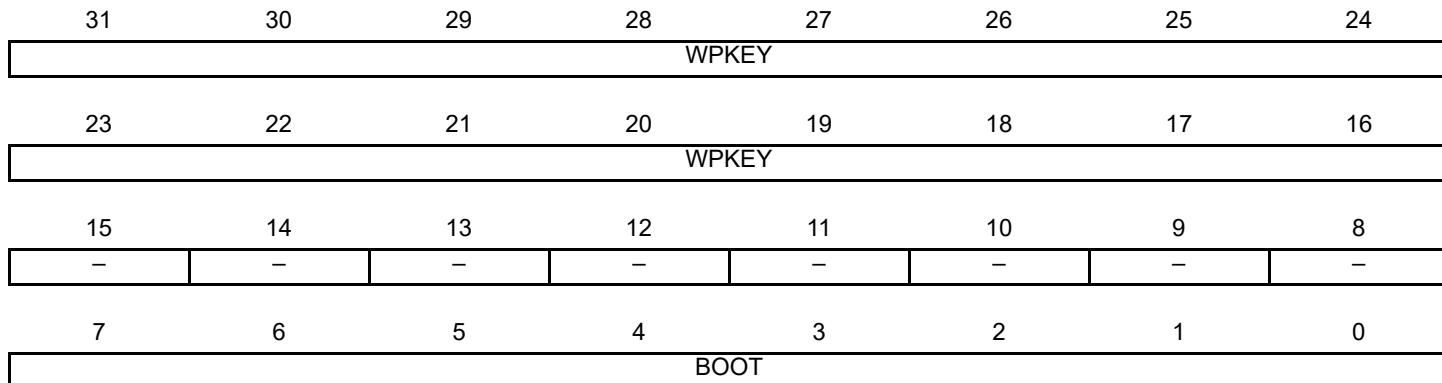 31 30 29 28 27 26 25 24
WPKEY
23 22 21 20 19 18 17 16
WPKEY
15 14 13 12 11 10 9 8
– – – – – – – –
7 6 5 4 3 2 1 0
BOOT